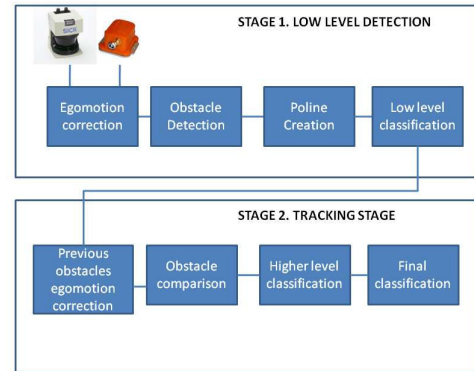 STAGE 1. LOW LEVEL DETECTION
SICK
Egomotion
correction
Obstacle
Detection
Poline
Creation
Low level
classification
STAGE 2. TRACKING STAGE
Previous
obstacles
egomotion
correction
Obstacle
comparison
Higher level
classification
Final
classification